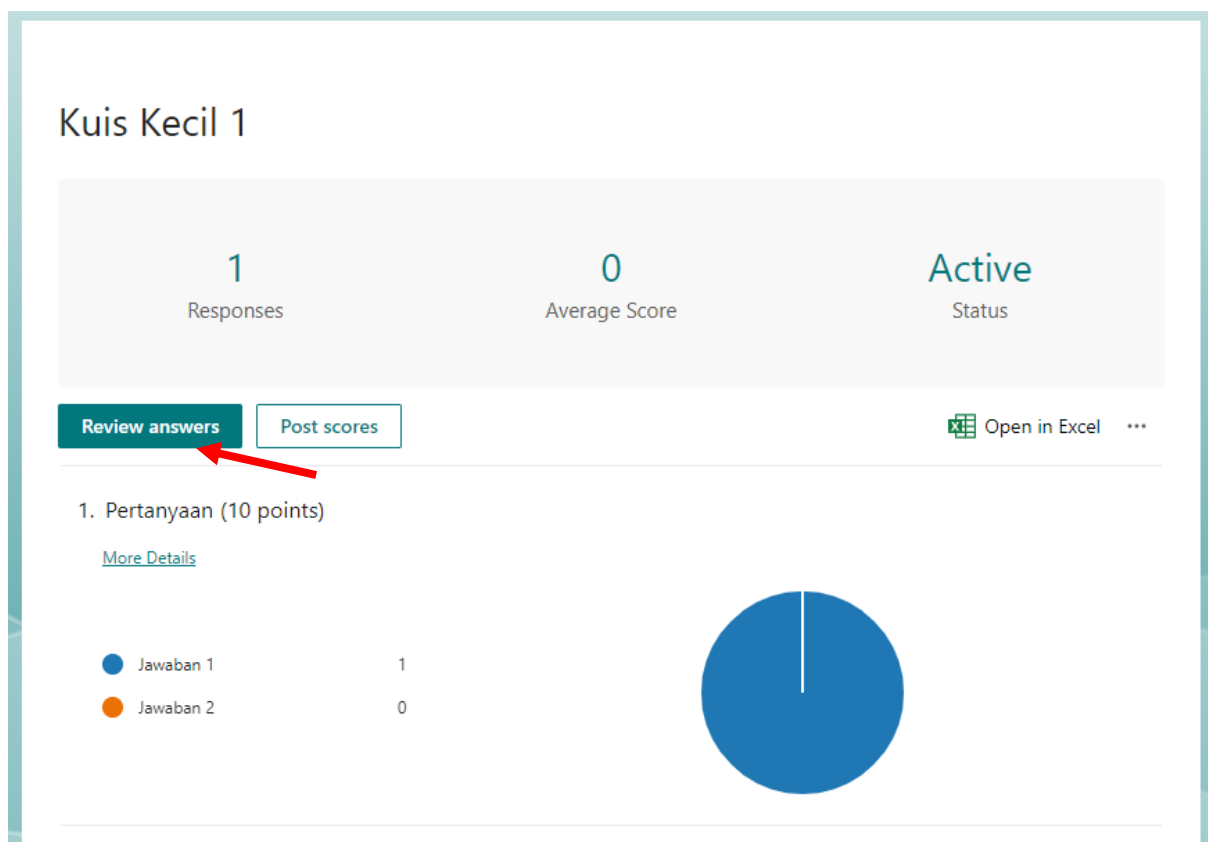 Kuis Kecil 1
1 0 Active
Responses Average Score Status
Review answers Post scores Open in Excel ...
1. Pertanyaan (10 points)
More Details
Jawaban 1 1
Jawaban 2 0